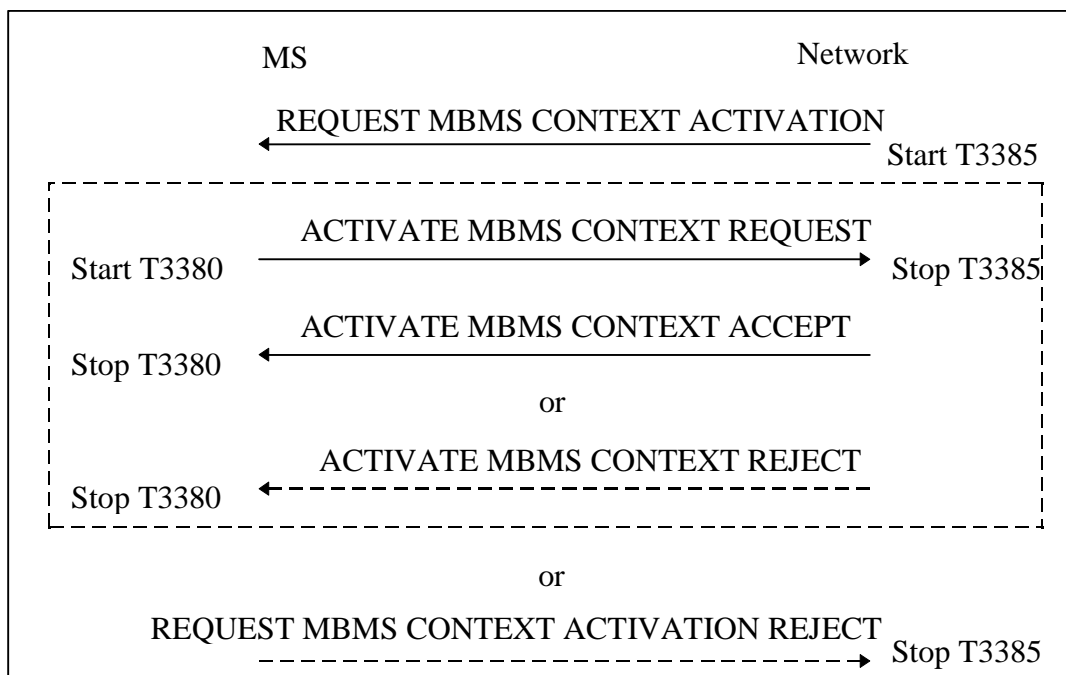 MS Network
REQUEST MBMS CONTEXT ACTIVATION
Start T3385
ACTIVATE MBMS CONTEXT REQUEST
Start T3380 Stop T3385
ACTIVATE MBMS CONTEXT ACCEPT
Stop T3380
or
ACTIVATE MBMS CONTEXT REJECT
Stop T3380
or
REQUEST MBMS CONTEXT ACTIVATION REJECT
Stop T3385